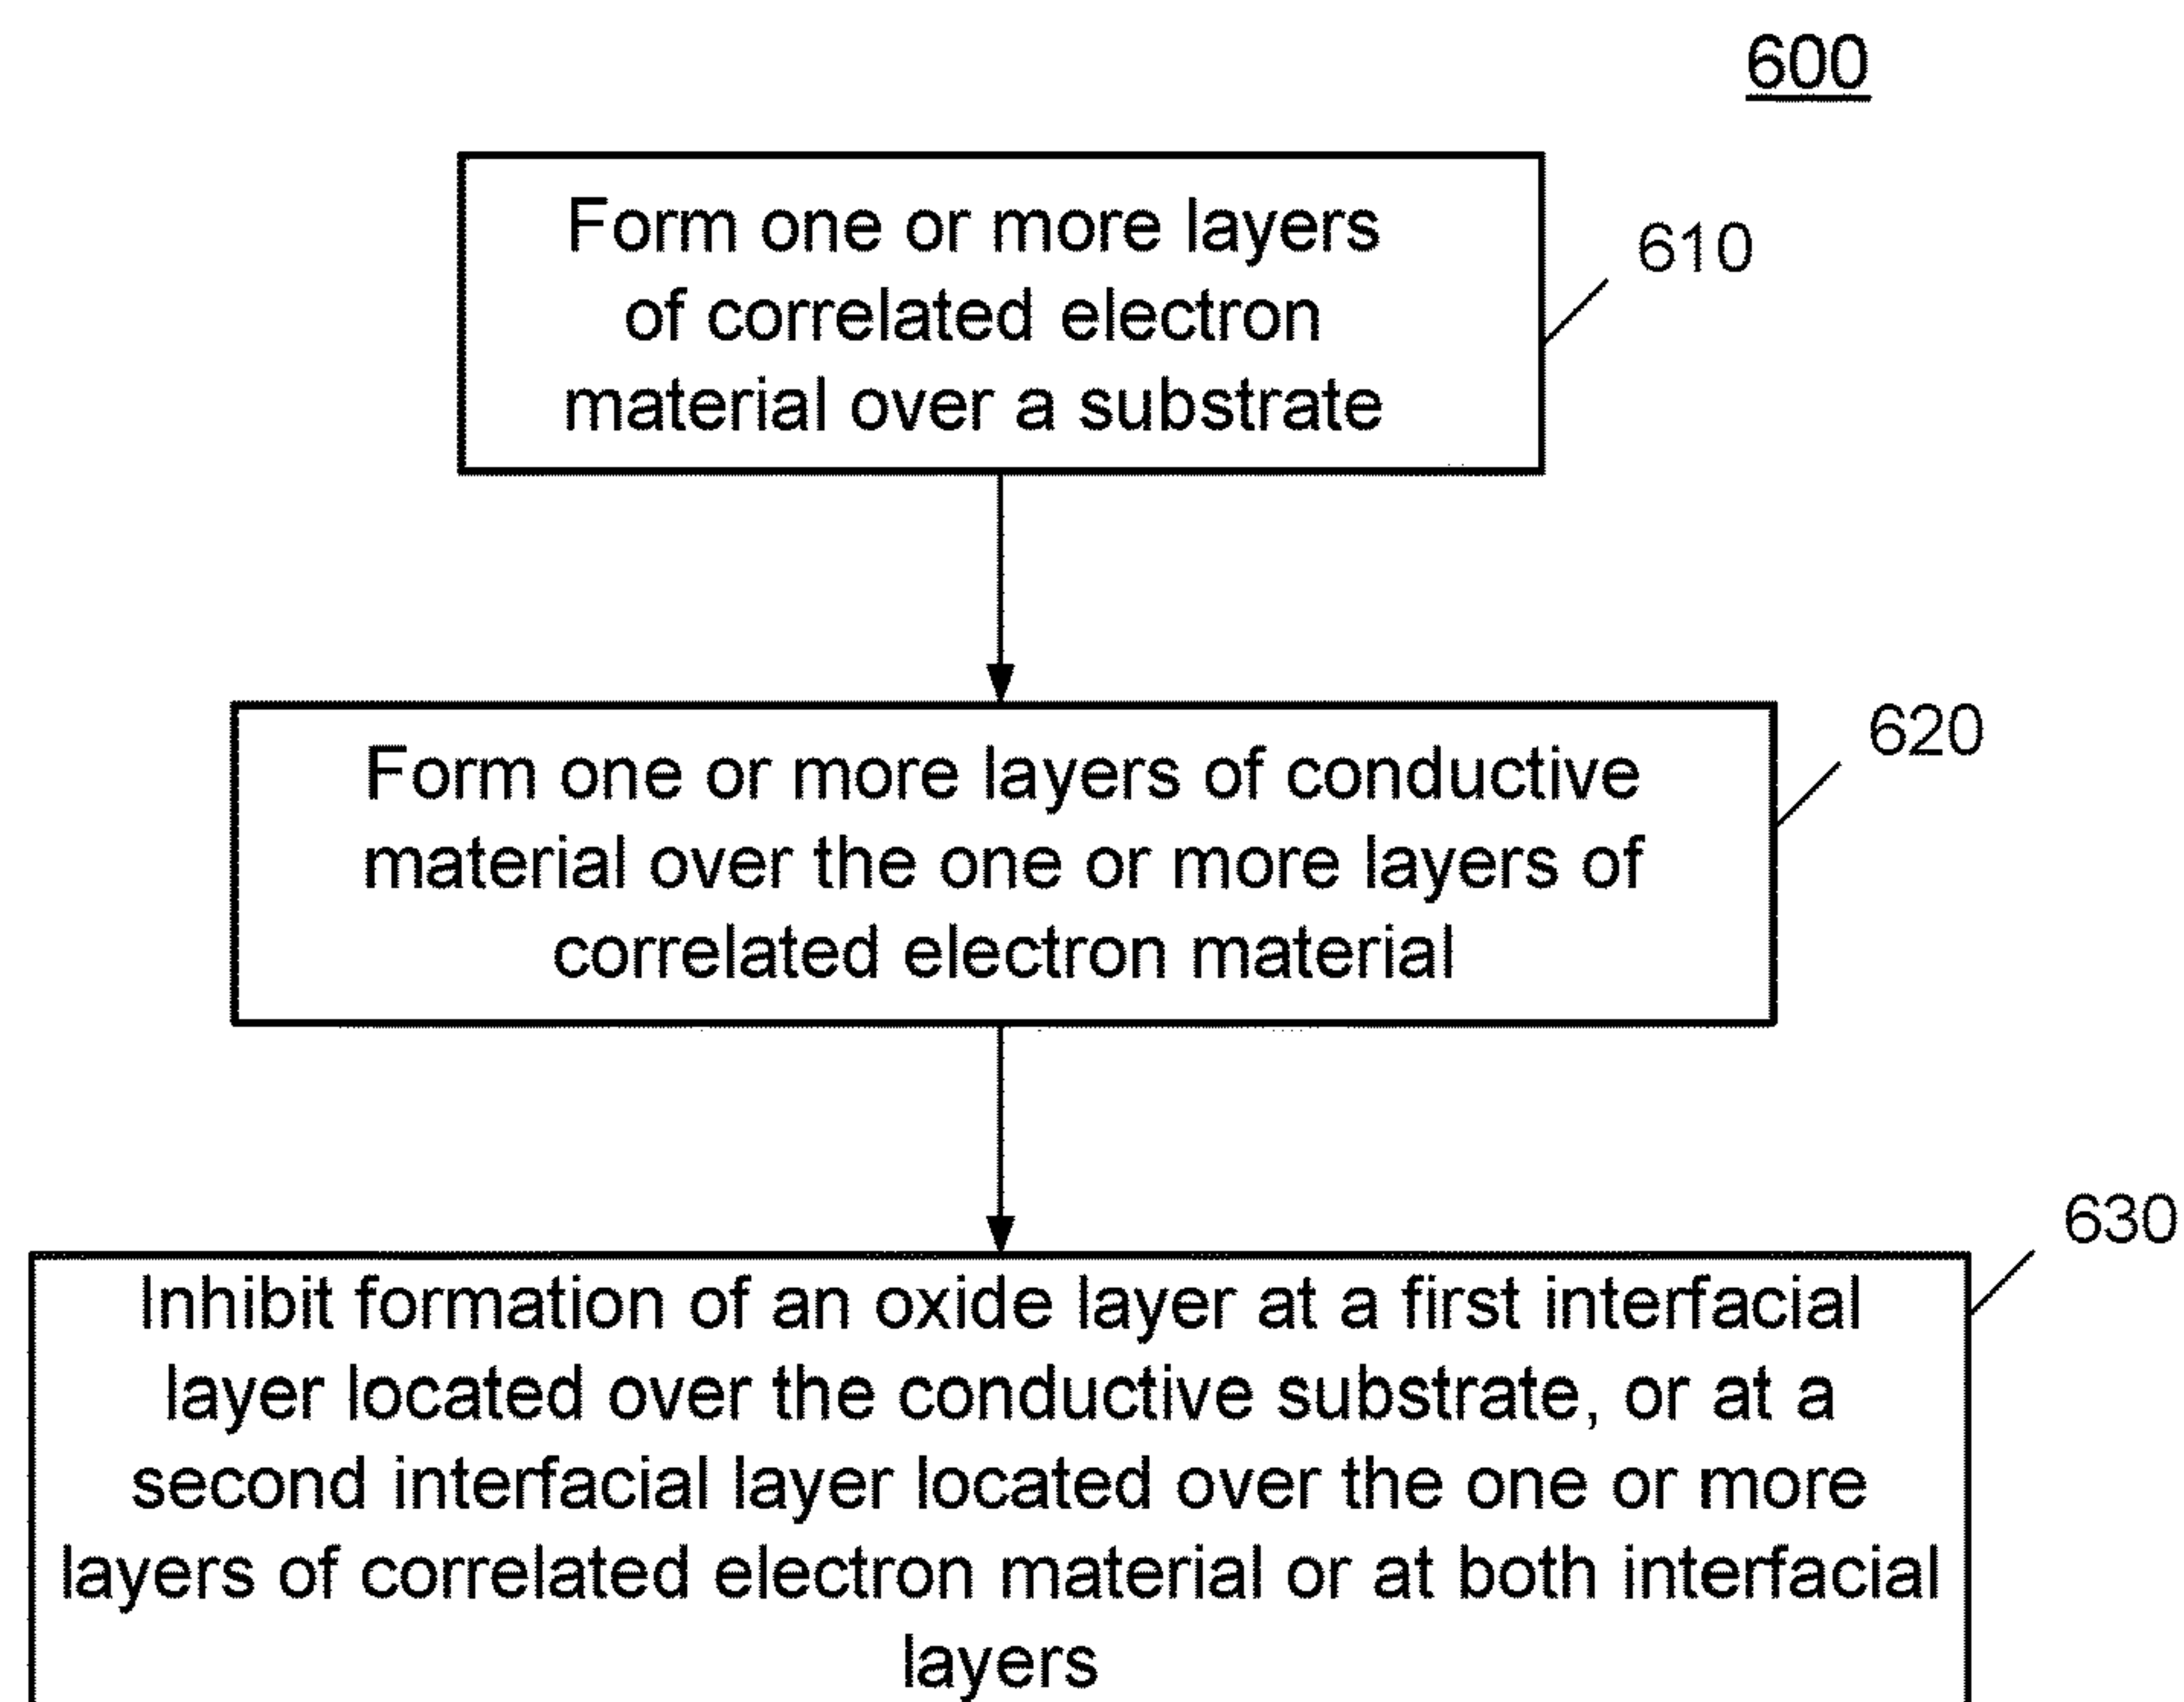 600
Form one or more layers
of correlated electron
material over a substrate
610
Form one or more layers of conductive
material over the one or more layers of
correlated electron material
620
Inhibit formation of an oxide layer at a first interfacial
layer located over the conductive substrate, or at a
second interfacial layer located over the one or more
layers of correlated electron material or at both interfacial
layers
630